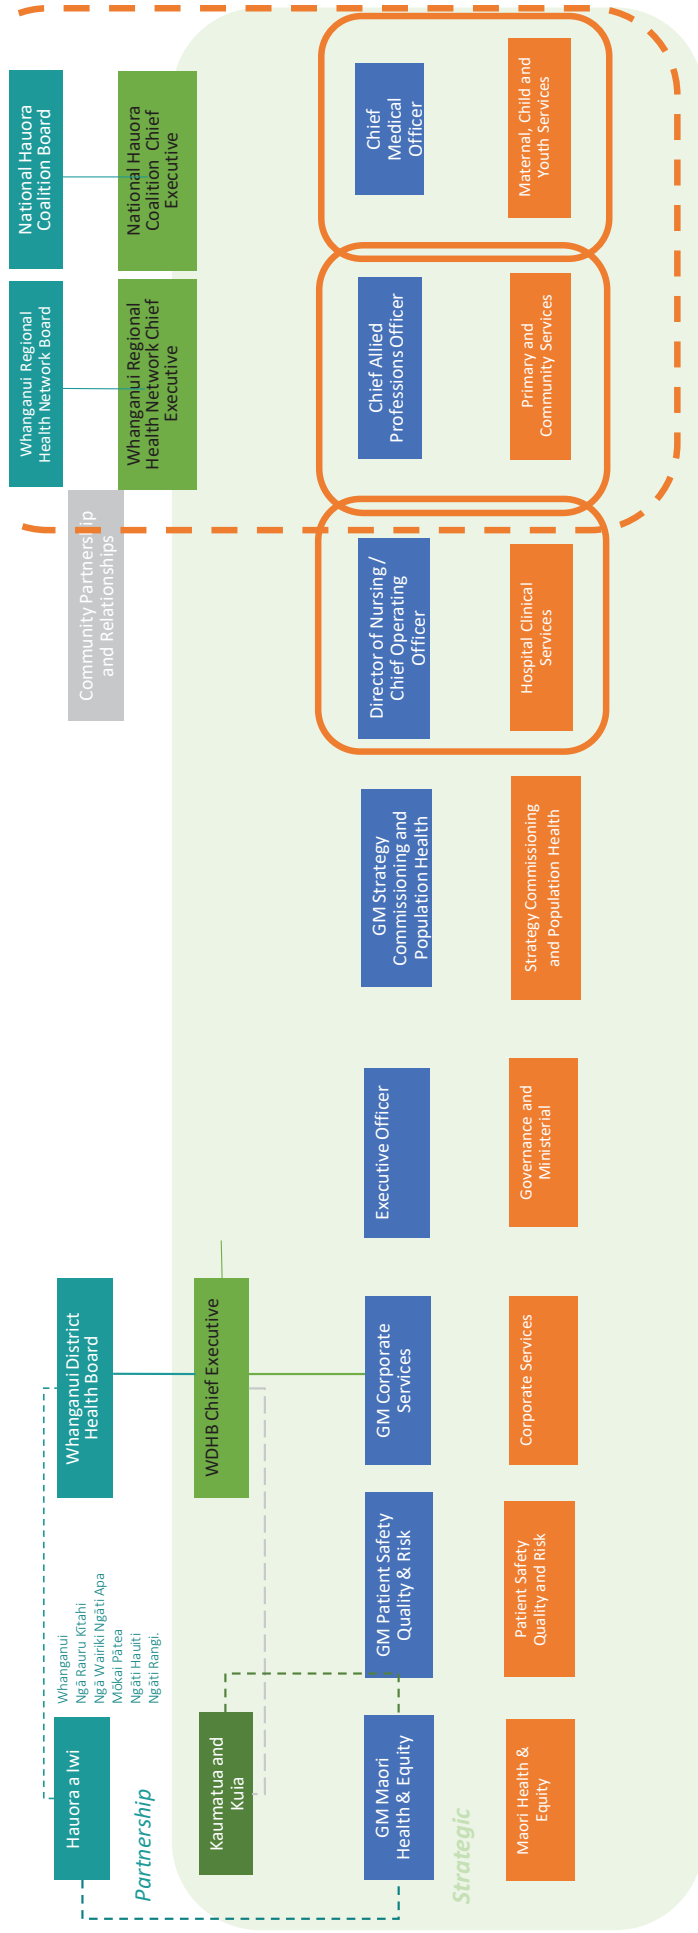 Hauora a Iwi
Whanganui
Ngā Rauru Kītahi
Ngā Wairiki Ngāti Apa
Mōkai Pātea
Ngāti Hauiti
Ngāti Rangi.
Whanganui District
Health Board
Community Partnership
and Relationships
Whanganui Regional
Health Network Board
National Hauora
Coalition Board
Partnership
Kaumatua and
Kuia
WDHB Chief Executive
Whanganui Regional
Health Network Chief
Executive
National Hauora
Coalition Chief
Executive
GM Maori
Health & Equity
GM Patient Safety
Quality & Risk
GM Corporate
Services
Executive Officer
GM Strategy
Commissioning and
Population Health
Director of Nursing /
Chief Operating
Officer
Chief Allied
Professions Officer
Chief
Medical
Officer
Strategic
Maori Health &
Equity
Patient Safety
Quality and Risk
Corporate Services
Governance and
Ministerial
Strategy Commissioning
and Population Health
Hospital Clinical
Services
Primary and
Community Services
Maternal, Child and
Youth Services